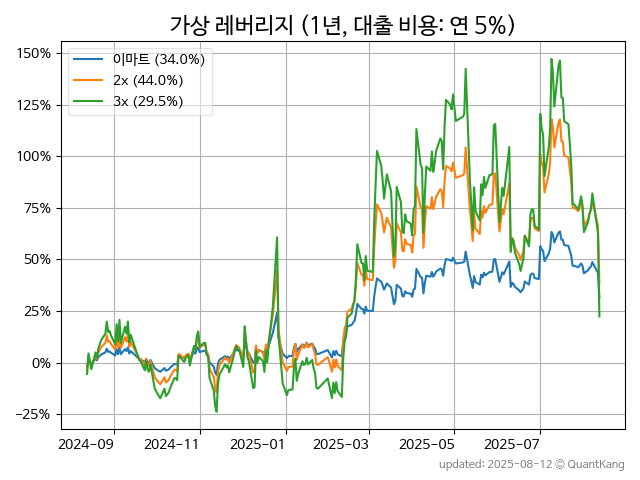 가상 레버리지 (1년, 대출 비용: 연 5%)
150%
125%
100%
75%
50%
25%
0%
−25%
이마트 (34.0%)
2x (44.0%)
3x (29.5%)
2024-09
2024-11
2025-01
2025-03
2025-05
2025-07
updated: 2025-08-12 © QuantKang